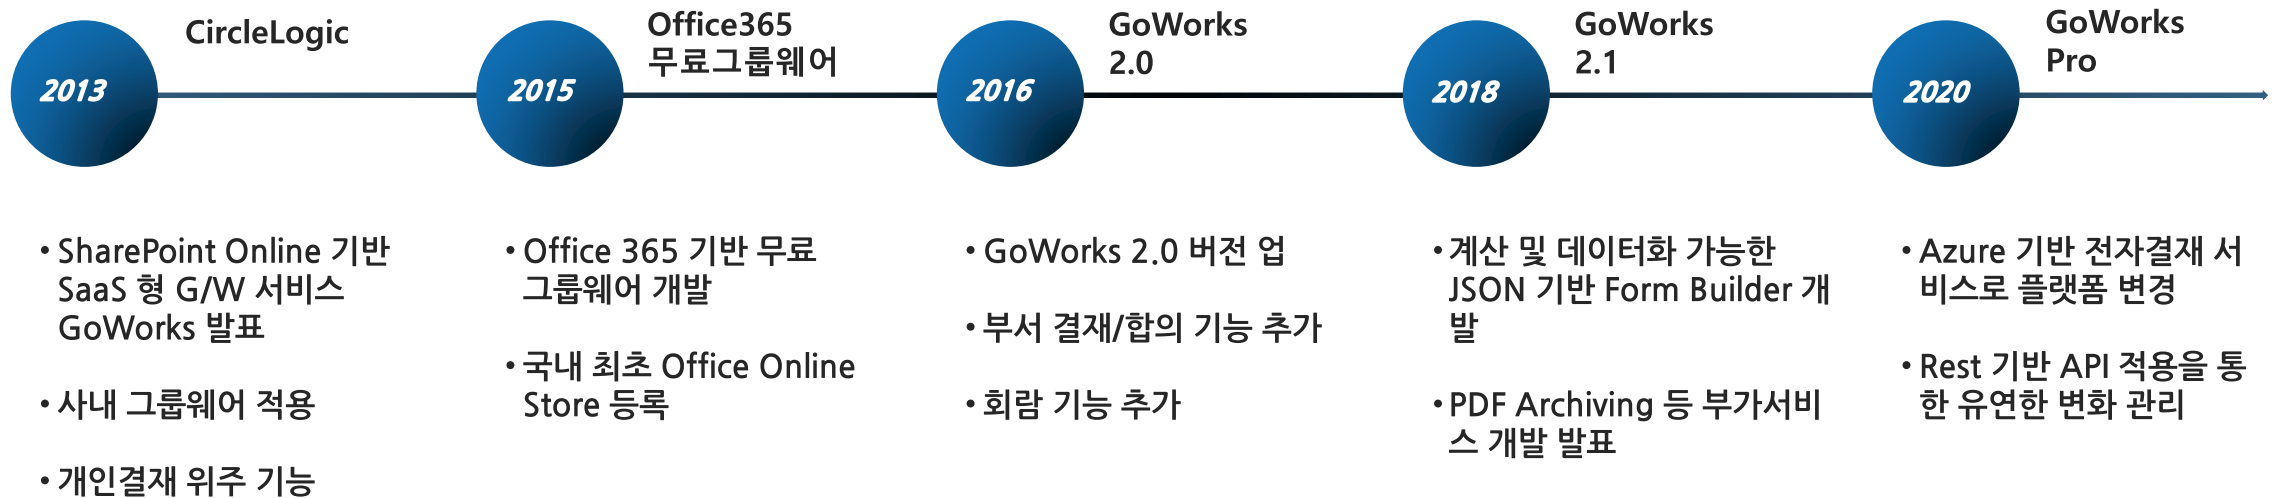 2013
CircleLogic
• SharePoint Online 기반
SaaS 형 G/W 서비스
GoWorks 발표
• 사내 그룹웨어 적용
• 개인결재 위주 기능
2015
Office365
무료그룹웨어
• Office 365 기반 무료
그룹웨어 개발
• 국내 최초 Office Online
Store 등록
2016
GoWorks
2.0
• GoWorks 2.0 버전 업
• 부서 결재/합의 기능 추가
• 회람 기능 추가
2018
GoWorks
2.1
• 계산 및 데이터화 가능한
JSON 기반 Form Builder 개
발
• PDF Archiving 등 부가서비
스 개발 발표
2020
GoWorks
Pro
• Azure 기반 전자결재 서
비스로 플랫폼 변경
• Rest 기반 API 적용을 통
한 유연한 변화 관리